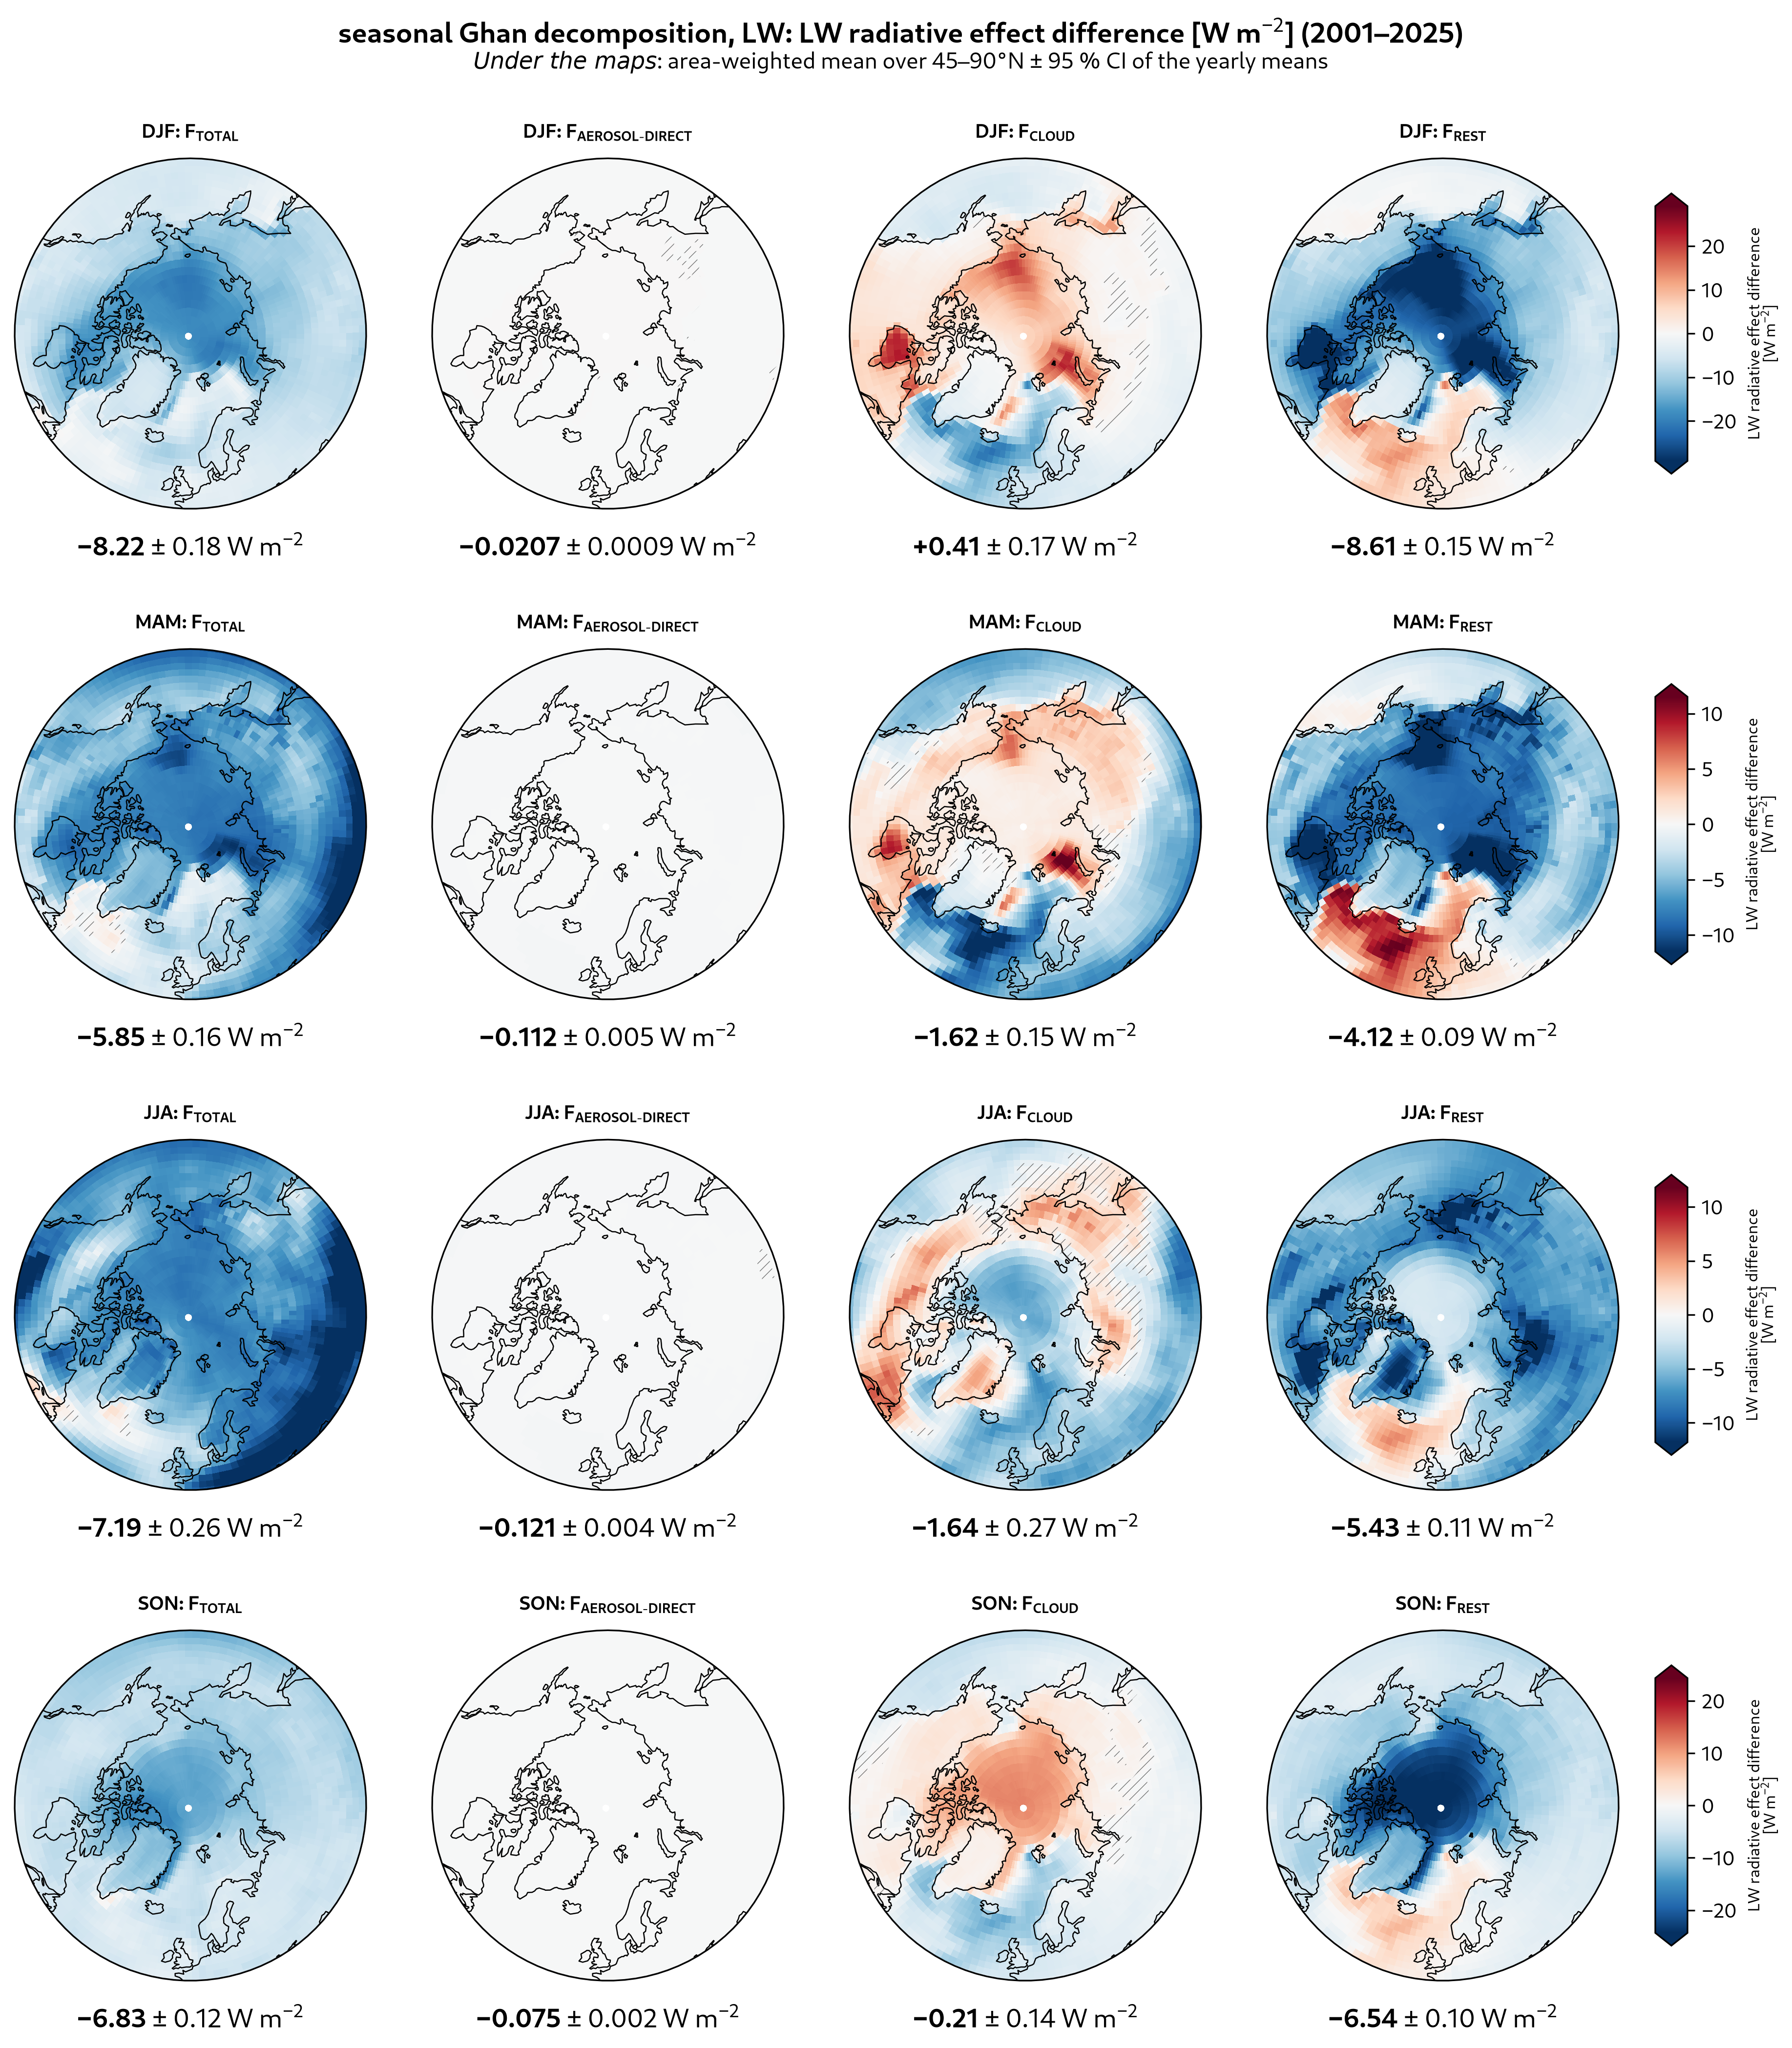 seasonal Ghan decomposition, LW: LW radiative effect difference [W m−2] (2001–2025)
Under the maps: area-weighted mean over 45–90°N ± 95 % CI of the yearly means
DJF: FTOTAL
DJF: FAEROSOL-DIRECT
DJF: FCLOUD
DJF: FREST
20
10
0
−10
−20
LW radiative effect difference
[W m−2]
−8.22 ± 0.18 W m−2
−0.0207 ± 0.0009 W m−2
+0.41 ± 0.17 W m−2
−8.61 ± 0.15 W m−2
MAM: FTOTAL
MAM: FAEROSOL-DIRECT
MAM: FCLOUD
MAM: FREST
10
5
0
−5
−10
LW radiative effect difference
[W m−2]
−5.85 ± 0.16 W m−2
−0.112 ± 0.005 W m−2
−1.62 ± 0.15 W m−2
−4.12 ± 0.09 W m−2
JJA: FTOTAL
JJA: FAEROSOL-DIRECT
JJA: FCLOUD
JJA: FREST
10
5
0
−5
−10
LW radiative effect difference
[W m−2]
−7.19 ± 0.26 W m−2
−0.121 ± 0.004 W m−2
−1.64 ± 0.27 W m−2
−5.43 ± 0.11 W m−2
SON: FTOTAL
SON: FAEROSOL-DIRECT
SON: FCLOUD
SON: FREST
20
10
0
−10
−20
LW radiative effect difference
[W m−2]
−6.83 ± 0.12 W m−2
−0.075 ± 0.002 W m−2
−0.21 ± 0.14 W m−2
−6.54 ± 0.10 W m−2